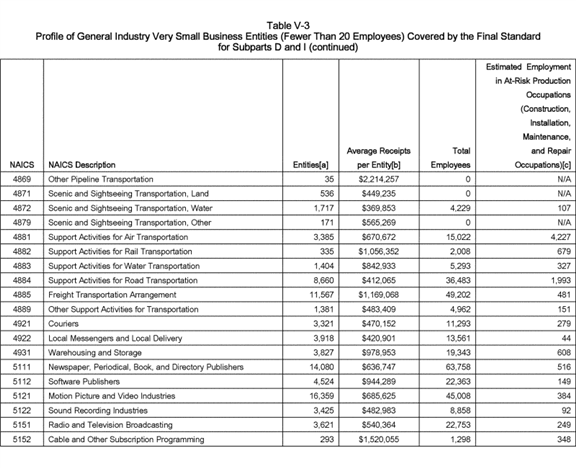 Table V-3
Profile of General Industry Very Small Business Entities (Fewer Than 20 Employees) Covered by the Final Standard
for Subparts D and I (continued)
NAICS NAICS Description Entities[a] Average Receipts per Entity[b] Total Employees Estimated Employment in At-Risk Production Occupations (Construction, Installation, Maintenance, and Repair Occupations)[c]
4869 Other Pipeline Transportation 35 $2,214,257 0 N/A
4871 Scenic and Sightseeing Transportation, Land 536 $449,235 0 N/A
4872 Scenic and Sightseeing Transportation, Water 1,717 $369,853 4,229 107
4879 Scenic and Sightseeing Transportation, Other 171 $565,269 0 N/A
4881 Support Activities for Air Transportation 3,385 $670,672 15,022 4,227
4882 Support Activities for Rail Transportation 335 $1,056,352 2,008 679
4883 Support Activities for Water Transportation 1,404 $842,933 5,293 327
4884 Support Activities for Road Transportation 8,660 $412,065 36,483 1,993
4885 Freight Transportation Arrangement 11,567 $1,169,068 49,202 481
4889 Other Support Activities for Transportation 1,381 $483,409 4,962 151
4921 Couriers 3,321 $470,152 11,293 279
4922 Local Messengers and Local Delivery 3,918 $420,901 13,561 44
4931 Warehousing and Storage 3,827 $978,953 19,343 608
5111 Newspaper, Periodical, Book, and Directory Publishers 14,080 $636,747 63,758 516
5112 Software Publishers 4,524 $944,289 22,363 149
5121 Motion Picture and Video Industries 16,359 $685,625 45,008 384
5122 Sound Recording Industries 3,425 $482,983 8,858 92
5151 Radio and Television Broadcasting 3,621 $540,364 22,753 249
5152 Cable and Other Subscription Programming 293 $1,520,055 1,298 348